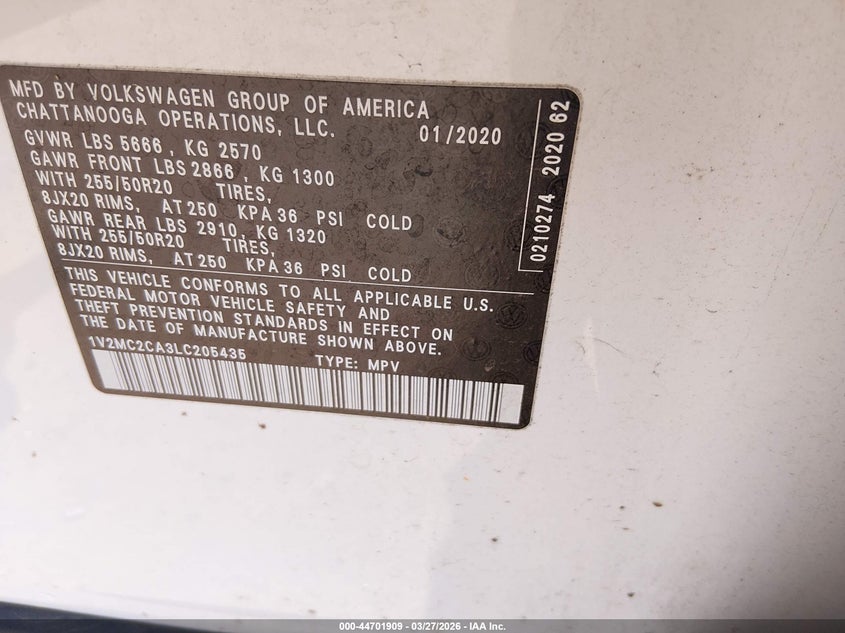 MFD BY VOLKSWAGEN GROUP OF AMERICA
CHATTANOOGA OPERATIONS, LLC.
01/2020
GVWR LBS 5666 , KG 2570
GAWR FRONT LBS 2866 , KG 1300
WITH 255/50R20 TIRES,
8JX20 RIMS, AT 250 KPA 36 PSI COLD
GAWR REAR LBS 2910, KG 1320
WITH 255/50R20 TIRES,
8JX20 RIMS, AT 250 KPA 36 PSI COLD
THIS VEHICLE CONFORMS TO ALL APPLICABLE U.S.
FEDERAL MOTOR VEHICLE SAFETY AND
THEFT PREVENTION STANDARDS IN EFFECT ON
THE DATE OF MANUFACTURE SHOWN ABOVE.
1V2MC2CA3LC205435 TYPE: MPV
0210274 2020 62
000-44701909 - 03/27/2026 - IAA Inc.